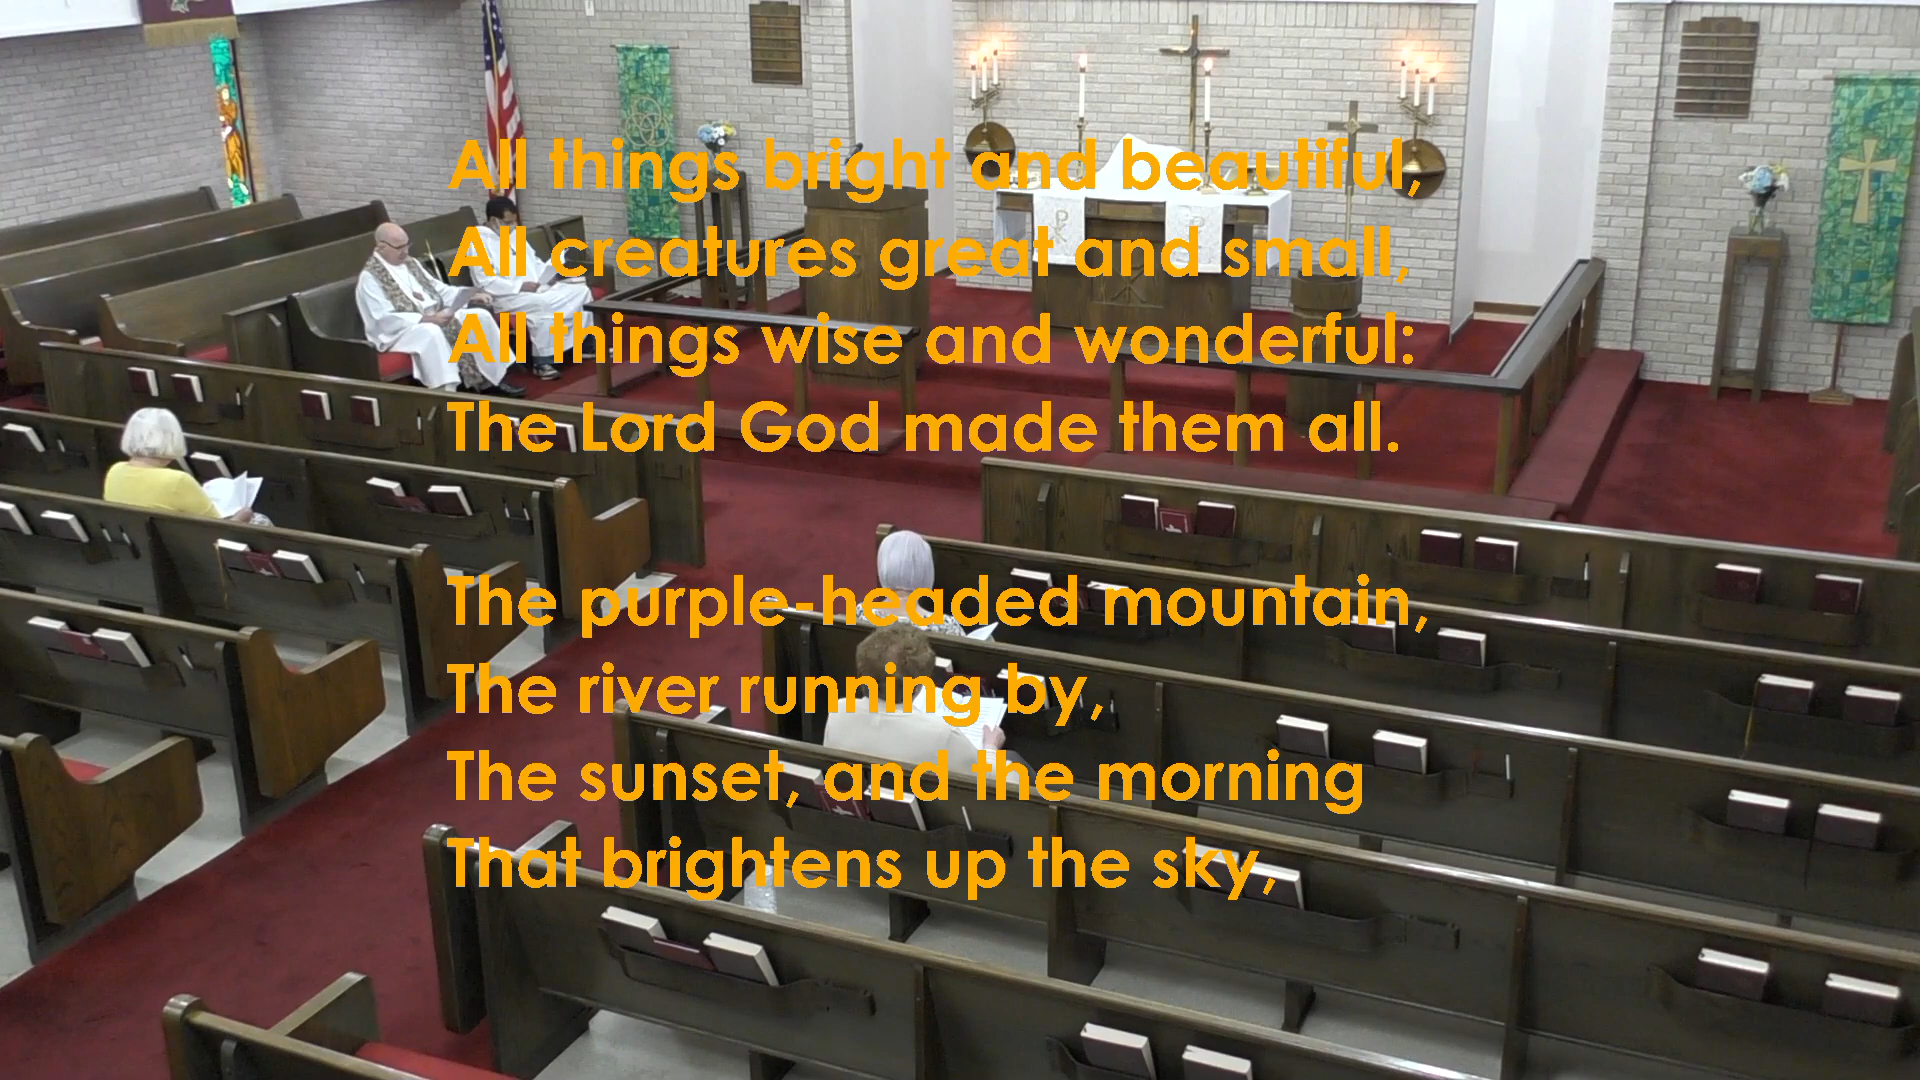 All things bright and beautiful,
All creatures great and small,
All things wise and wonderful:
The Lord God made them all.
The purple-headed mountain,
The river running by,
The sunset, and the morning
That brightens up the sky,